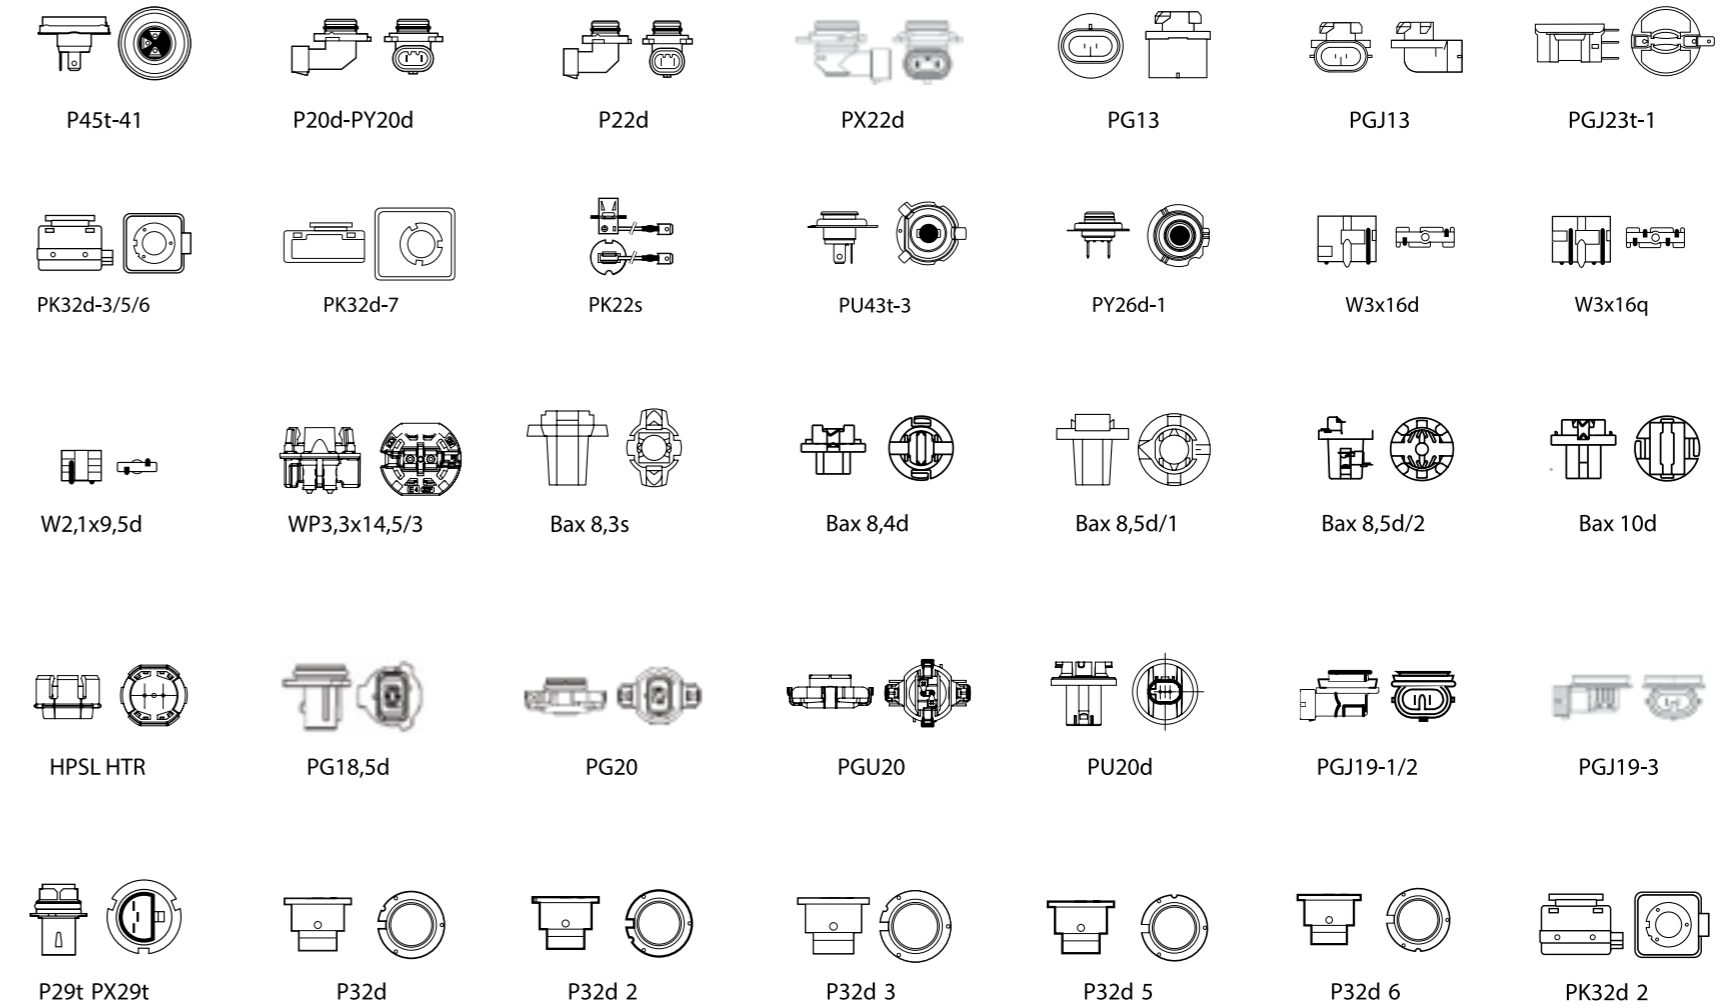 P45t-41 P20d-PY20d P22d PX22d PG13 PGJ13 PGJ23t-1
PK32d-3/5/6 PK32d-7 PK22s PU43t-3 PY26d-1 W3x16d W3x16q
W2,1x9,5d WP3,3x14,5/3 Bax 8,3s Bax 8,4d Bax 8,5d/1 Bax 8,5d/2 Bax 10d
HPSL HTR PG18,5d PG20 PGU20 PU20d PGJ19-1/2 PGJ19-3
P29t PX29t P32d P32d 2 P32d 3 P32d 5 P32d 6 PK32d 2